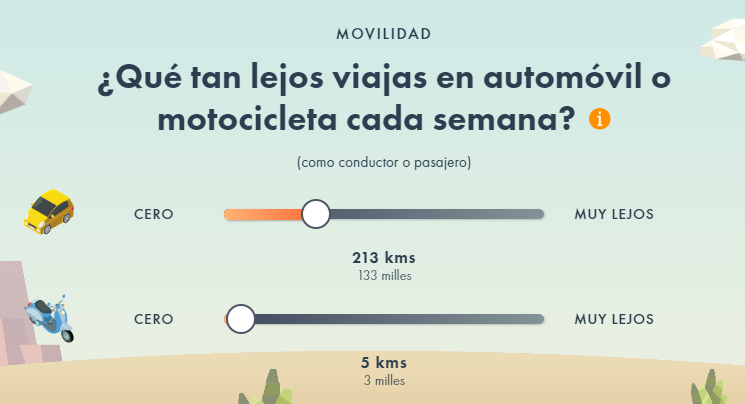 MOVILIDAD
¿Qué tan lejos viajas en automóvil o
motocicleta cada semana? i
(como conductor o pasajero)
CERO MUY LEJOS
213 kms
133 milles
CERO MUY LEJOS
5 kms
3 milles